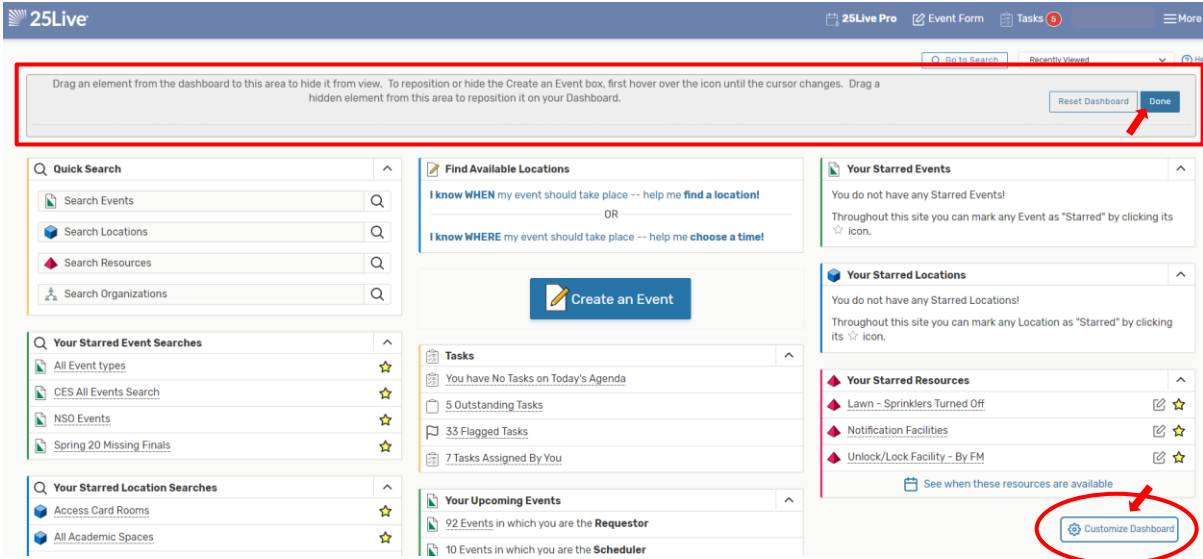 25Live
25Live Pro
Event Form
Tasks 5
More
Go to Search
Recently Viewed
Drag an element from the dashboard to this area to hide it from view. To reposition or hide the Create an Event box, first hover over the icon until the cursor changes. Drag a
hidden element from this area to reposition it on your Dashboard.
Reset Dashboard
Done
Quick Search
Search Events
Search Locations
Search Resources
Search Organizations
Your Starred Event Searches
All Event types
CES All Events Search
NSO Events
Spring 20 Missing Finals
Your Starred Location Searches
Access Card Rooms
All Academic Spaces
Find Available Locations
I know WHEN my event should take place -- help me find a location!
OR
I know WHERE my event should take place -- help me choose a time!
Create an Event
Tasks
You have No Tasks on Today's Agenda
5 Outstanding Tasks
33 Flagged Tasks
7 Tasks Assigned By You
Your Upcoming Events
92 Events in which you are the Requestor
10 Events in which you are the Scheduler
Your Starred Events
You do not have any Starred Events!
Throughout this site you can mark any Event as "Starred" by clicking its
icon.
Your Starred Locations
You do not have any Starred Locations!
Throughout this site you can mark any Location as "Starred" by clicking
its icon.
Your Starred Resources
Lawn - Sprinklers Turned Off
Notification Facilities
Unlock/Lock Facility - By FM
See when these resources are available
Customize Dashboard